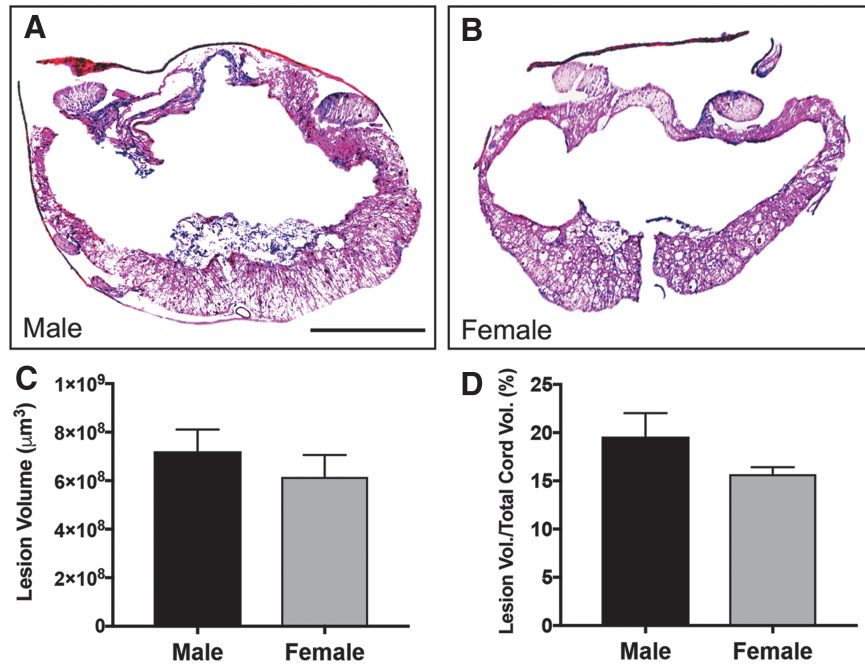 A
Male
B
Female
C
Lesion Volume (μm³)
1×10⁹
8×10⁸
6×10⁸
4×10⁸
2×10⁸
0
Male Female
D
Lesion Vol./Total Cord Vol. (%)
25
20
15
10
5
0
Male Female